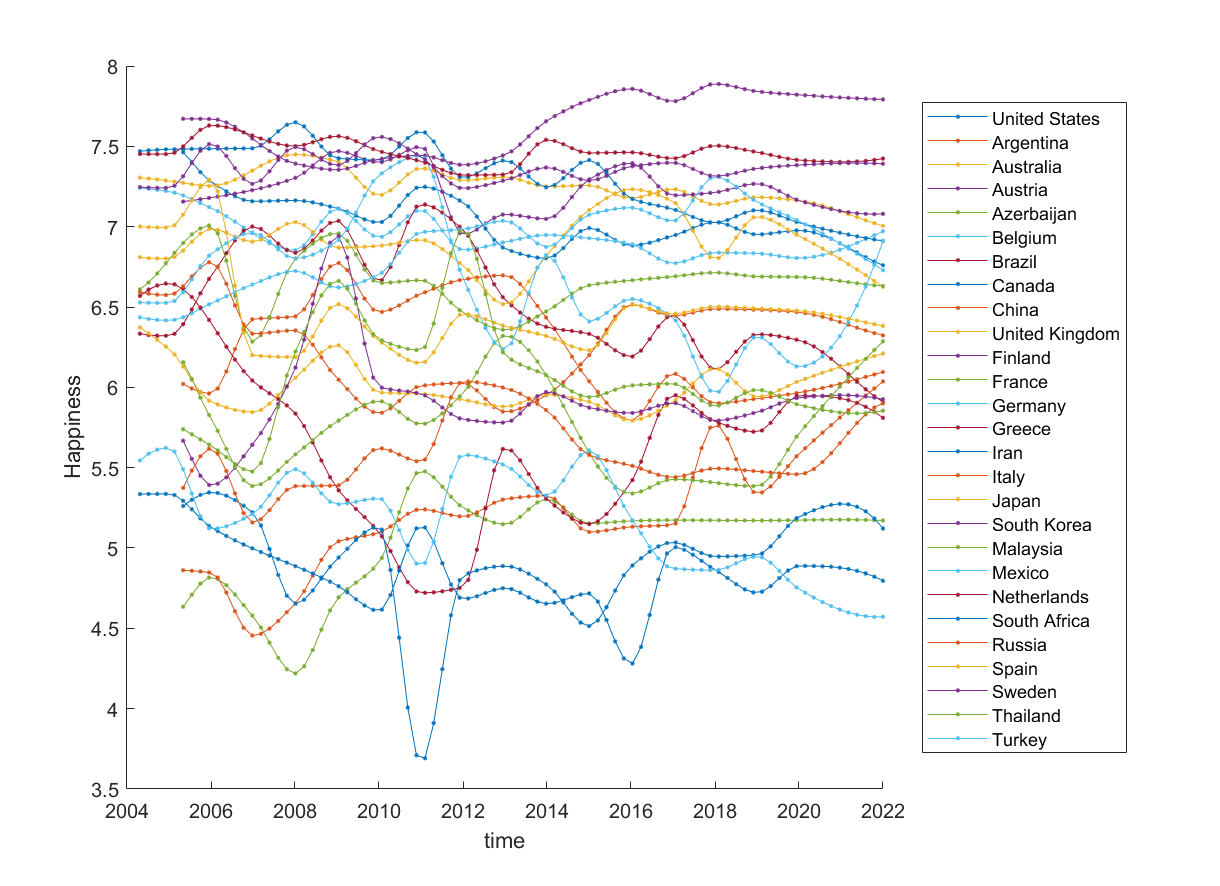 8
7.5
7
6.5
6
5.5
5
4.5
4
3.5
Happiness
2004 2006 2008 2010 2012 2014 2016 2018 2020 2022
time
United States
Argentina
Australia
Austria
Azerbaijan
Belgium
Brazil
Canada
China
United Kingdom
Finland
France
Germany
Greece
Iran
Italy
Japan
South Korea
Malaysia
Mexico
Netherlands
South Africa
Russia
Spain
Sweden
Thailand
Turkey